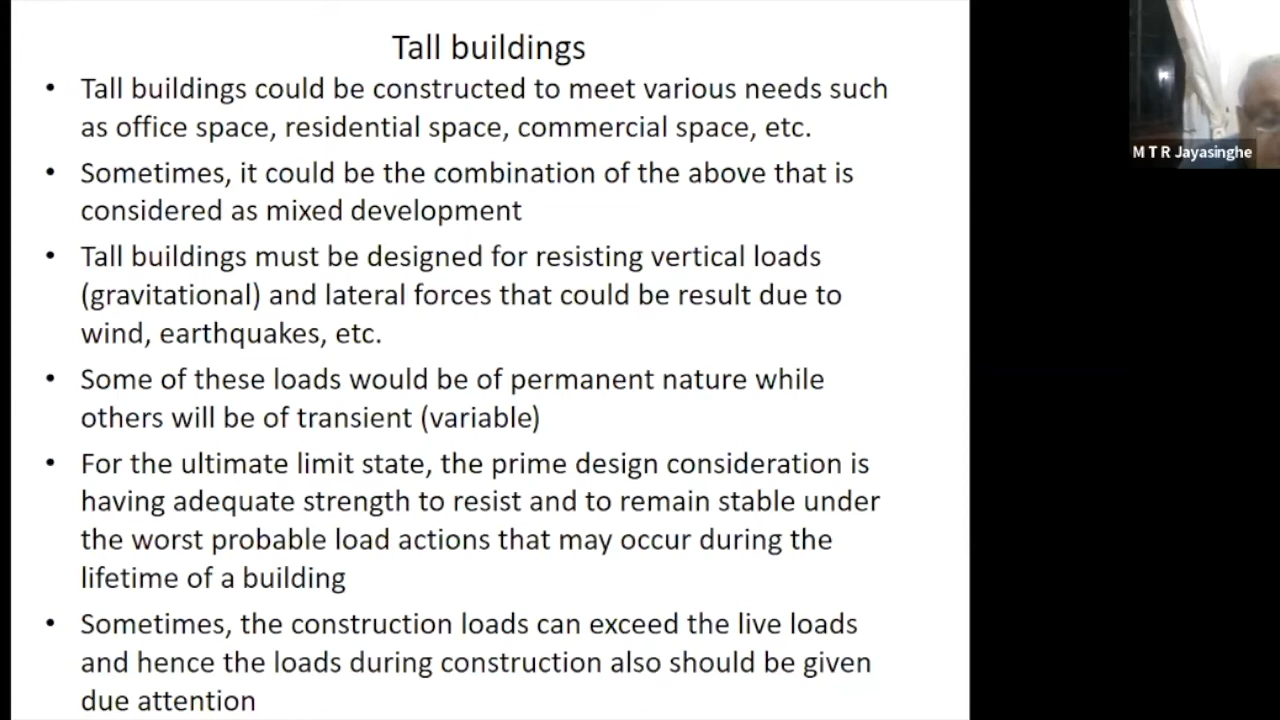 Tall buildings
• Tall buildings could be constructed to meet various needs such
as office space, residential space, commercial space, etc.
• Sometimes, it could be the combination of the above that is
considered as mixed development
• Tall buildings must be designed for resisting vertical loads
(gravitational) and lateral forces that could be result due to
wind, earthquakes, etc.
• Some of these loads would be of permanent nature while
others will be of transient (variable)
• For the ultimate limit state, the prime design consideration is
having adequate strength to resist and to remain stable under
the worst probable load actions that may occur during the
lifetime of a building
• Sometimes, the construction loads can exceed the live loads
and hence the loads during construction also should be given
due attention
M T R Jayasinghe